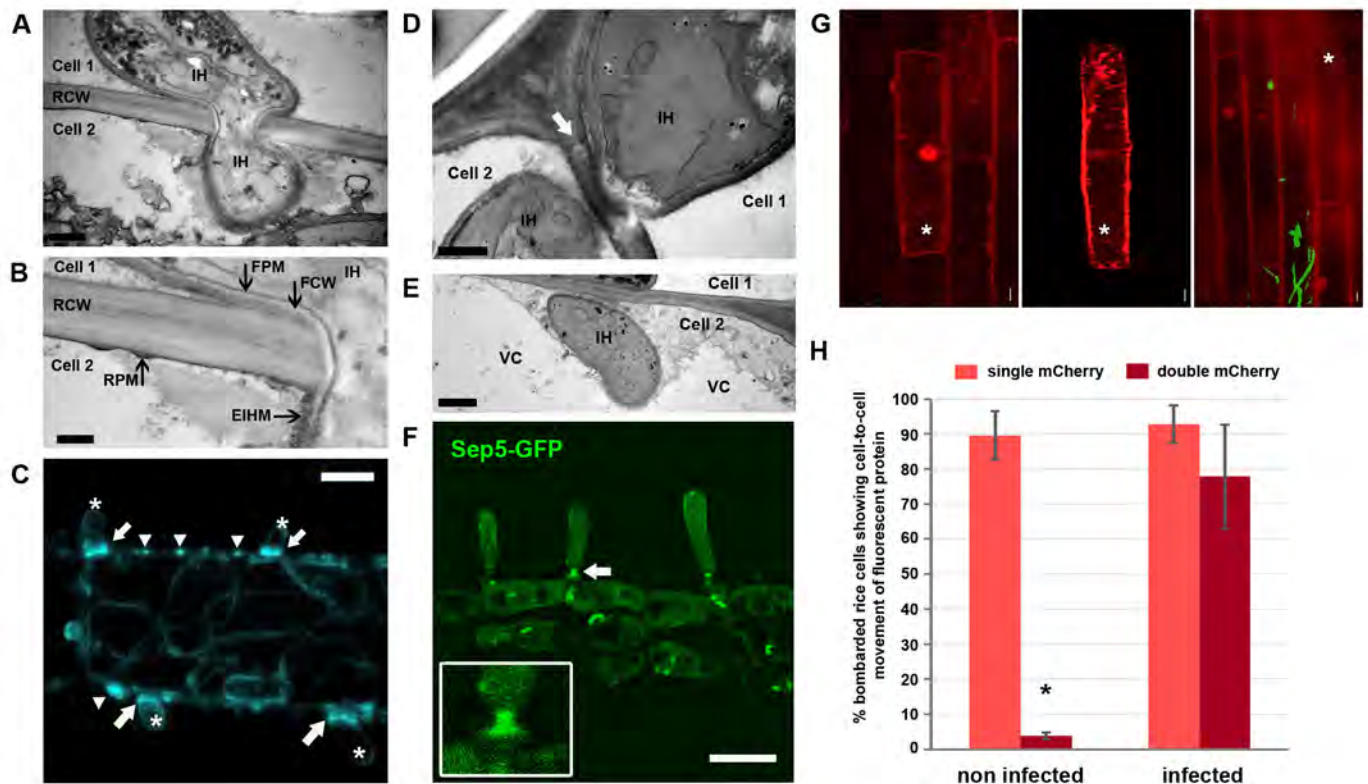 A
Cell 1
IH
RCW
Cell 2
IH
B
Cell 1
FPM
FCW
IH
RCW
Cell 2
RPM
EIHM
C
*
*
*
*
D
IH
Cell 2
IH
Cell 1
E
Cell 1
IH
Cell 2
VC
VC
F
Sep5-GFP
G
*
*
*
H
single mCherry
double mCherry
% bombarded rice cells showing cell-to-cell
movement of fluorescent protein
100
90
80
70
60
50
40
30
20
10
0
*
non infected
infected